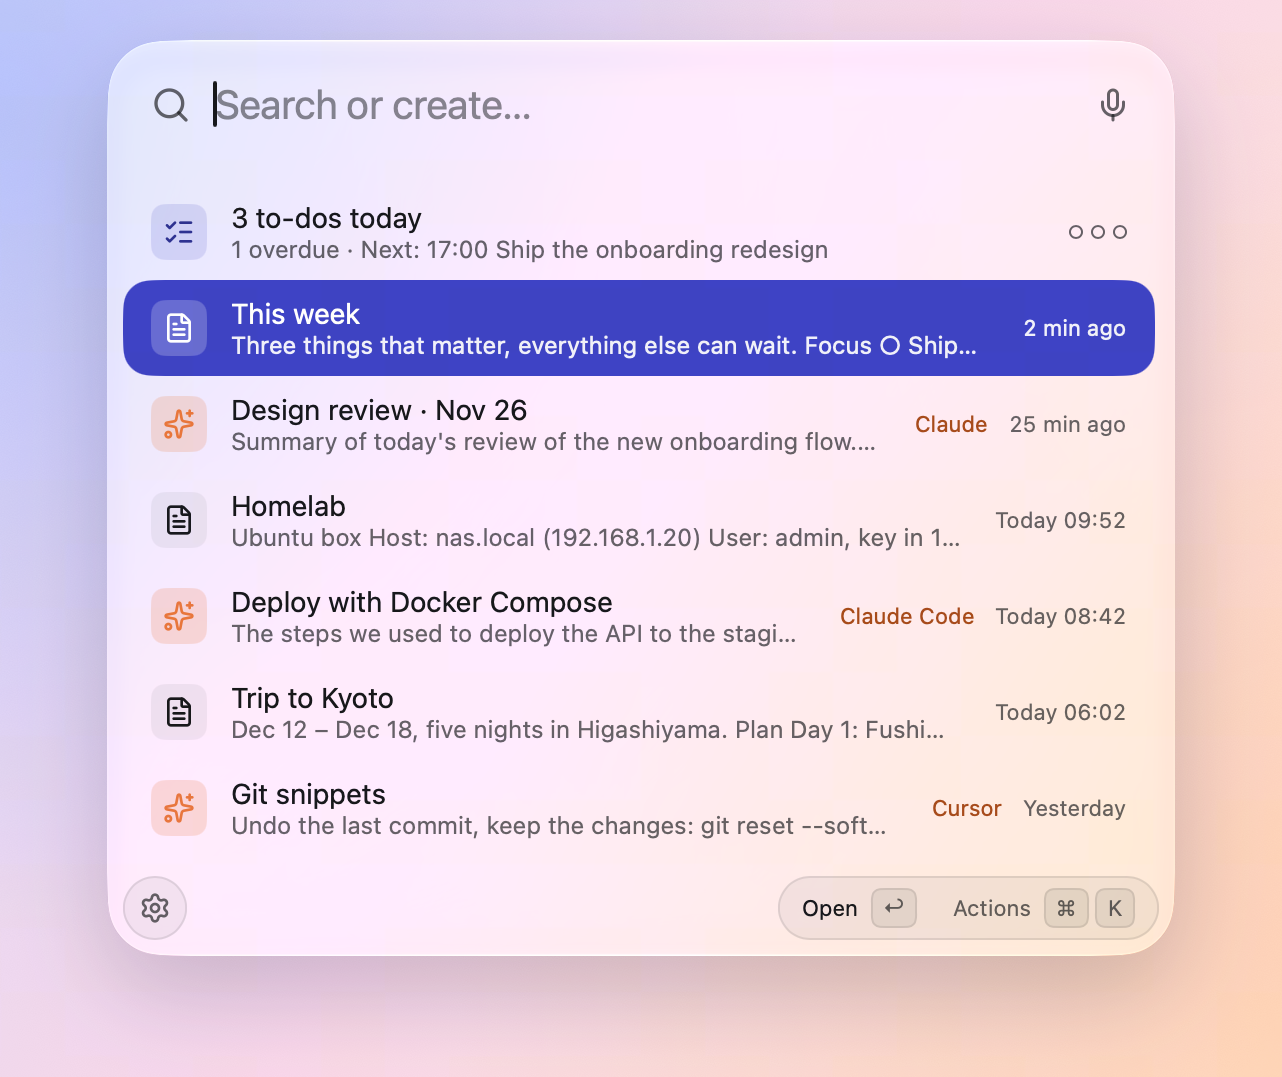 Search or create...
3 to-dos today
1 overdue · Next: 17:00 Ship the onboarding redesign
This week
Three things that matter, everything else can wait. Focus ○ Ship...
2 min ago
Design review · Nov 26
Summary of today's review of the new onboarding flow....
Claude 25 min ago
Homelab
Ubuntu box Host: nas.local (192.168.1.20) User: admin, key in 1...
Today 09:52
Deploy with Docker Compose
The steps we used to deploy the API to the stagi...
Claude Code Today 08:42
Trip to Kyoto
Dec 12 – Dec 18, five nights in Higashiyama. Plan Day 1: Fushi...
Today 06:02
Git snippets
Undo the last commit, keep the changes: git reset --soft...
Cursor Yesterday
Open ↩ Actions ⌘ K